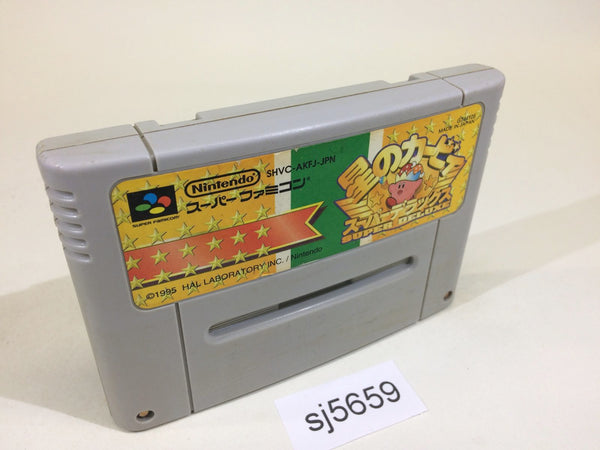 Nintendo
SHVC-AKFJ-JPN
スーパーファミコン
SUPER FAMICOM
©1995 HAL LABORATORY INC. / Nintendo
MADE IN JAPAN
星のカービィ
スーパーデラックス
SUPER DELUXE
sj5659